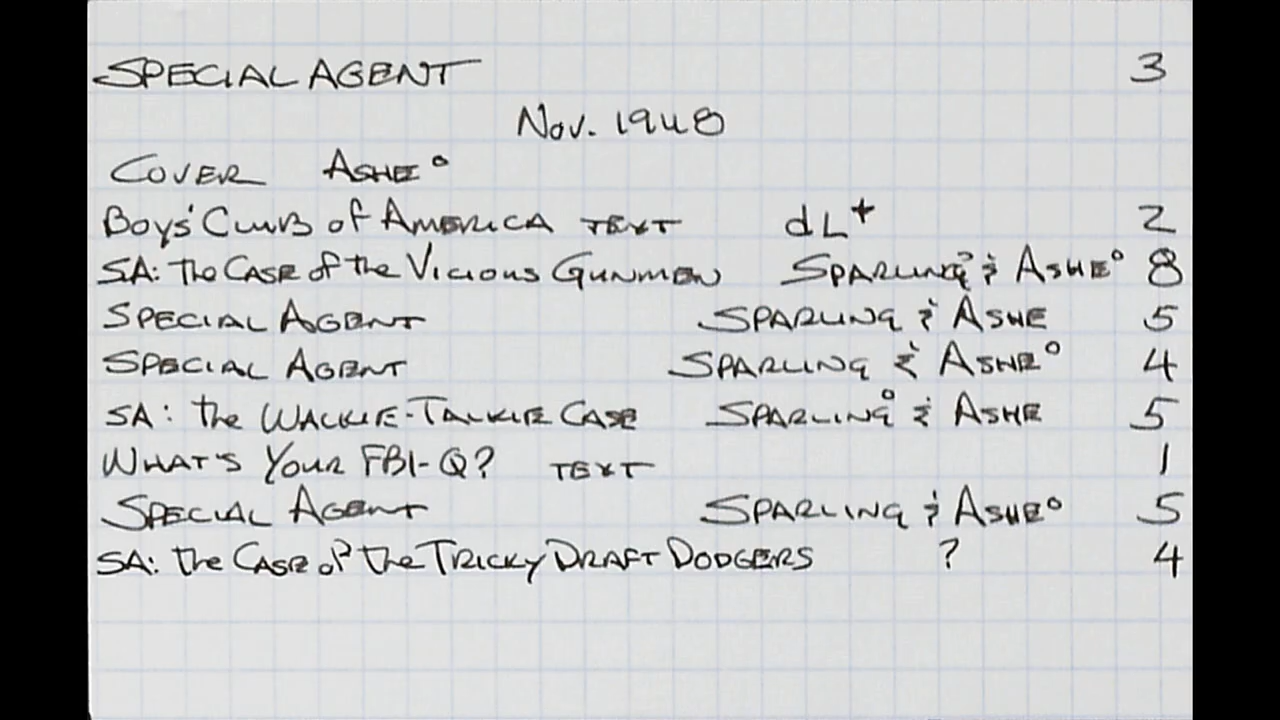 SPECIAL AGENT 3
Nov. 1948
COVER ASHE°
Boys' Club of AMERICA TEXT dL+ 2
SA: the CASE of the VICIOUS GUNMEN SPARLING? & ASHE° 8
SPECIAL AGENT SPARLING & ASHE 5
SPECIAL AGENT SPARLING & ASHE° 4
SA: the WALKIE-TALKIE CASE SPARLING° & ASHE 5
WHAT'S YOUR FBI-Q? TEXT 1
SPECIAL AGENT SPARLING & ASHE° 5
SA: the CASE of the TRICKY DRAFT DODGERS ? 4